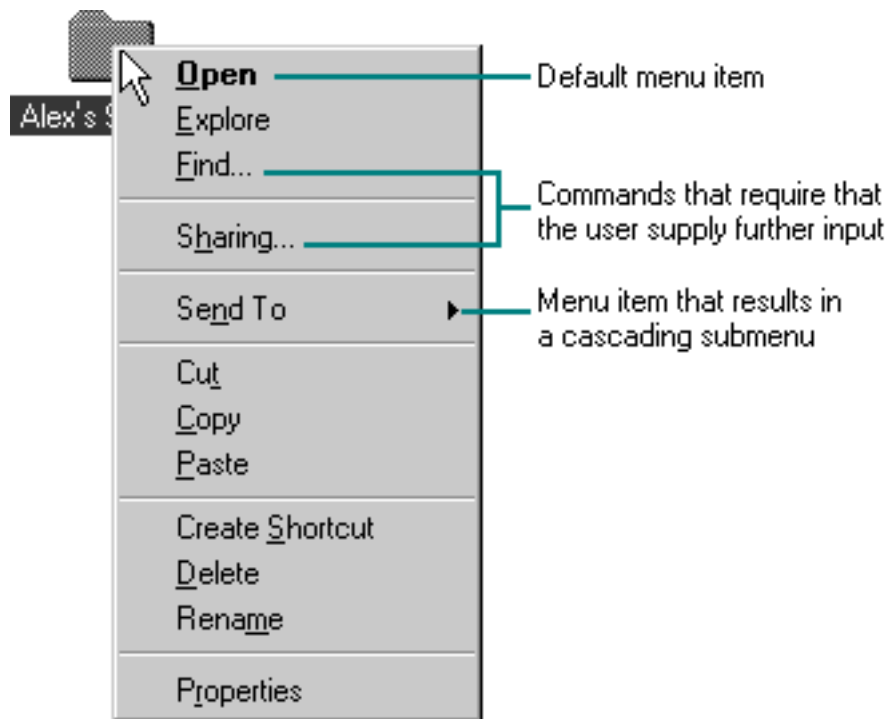 Alex's
Open
Default menu item
Explore
Find...
Commands that require that
the user supply further input
Sharing...
Send To
Menu item that results in
a cascading submenu
Cut
Copy
Paste
Create Shortcut
Delete
Rename
Properties